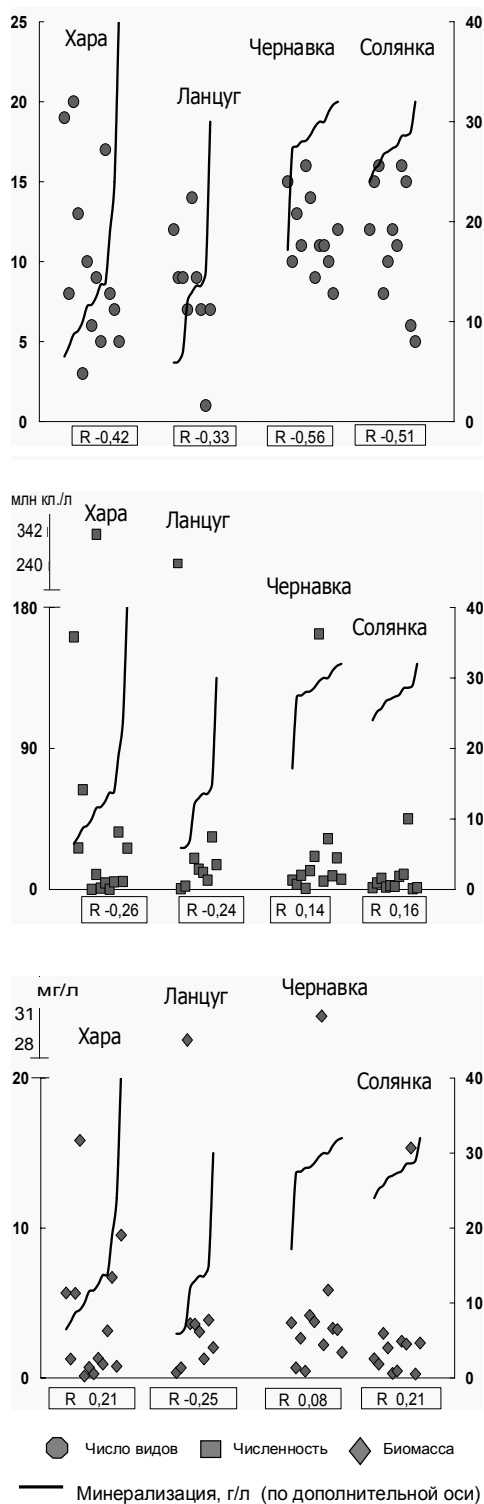 25 40
Хара Чернавка Солянка
20
Ланцуг
30
15
20
10
10
5
0 0
R -0,42 R -0,33 R -0,56 R -0,51
млн кл./л
Хара Ланцуг
342
240
Чернавка
180 40
Солянка
30
90 20
10
0 0
R -0,26 R -0,24 R 0,14 R 0,16
мг/л
Ланцуг Чернавка
31
28
Хара
Солянка
20 40
30
10 20
10
0 0
R 0,21 R -0,25 R 0,08 R 0,21
Число видов Численность Биомасса
Минерализация, г/л (по дополнительной оси)